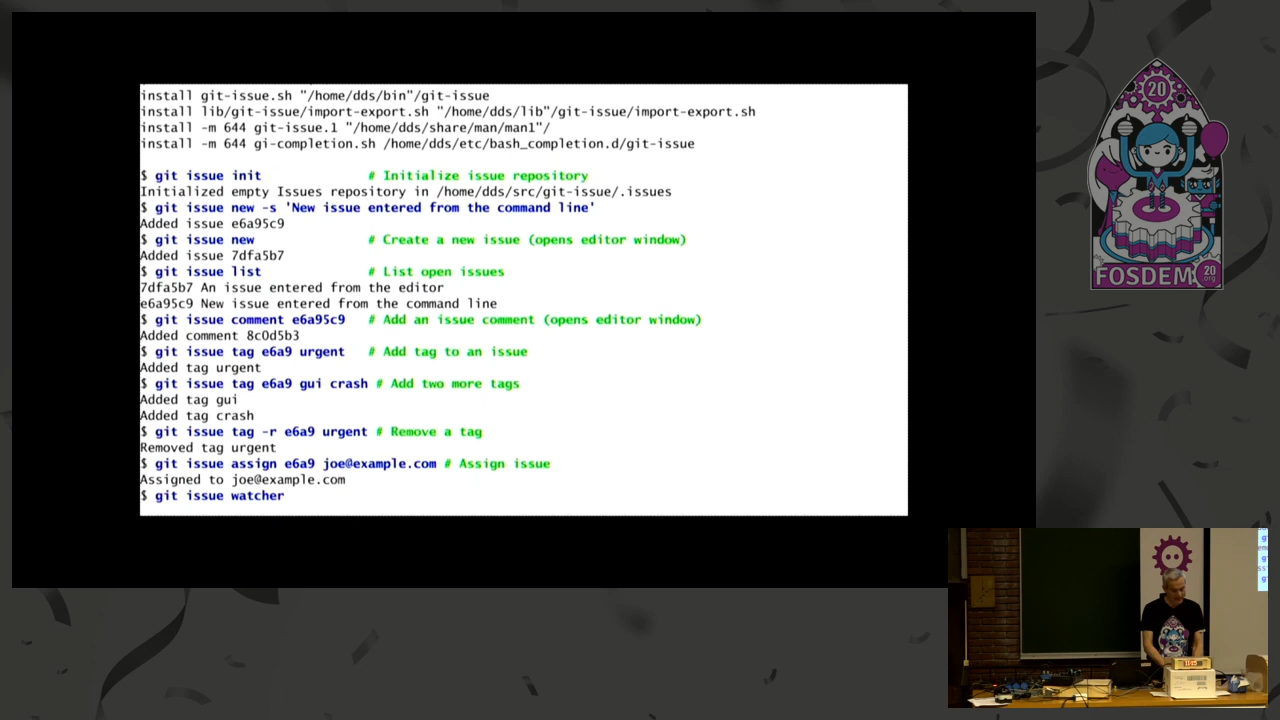 install git-issue.sh "/home/dds/bin"/git-issue
install lib/git-issue/import-export.sh "/home/dds/lib"/git-issue/import-export.sh
install -m 644 git-issue.1 "/home/dds/share/man/man1"/
install -m 644 gi-completion.sh /home/dds/etc/bash_completion.d/git-issue
$ git issue init # Initialize issue repository
Initialized empty Issues repository in /home/dds/src/git-issue/.issues
$ git issue new -s 'New issue entered from the command line'
Added issue e6a95c9
$ git issue new # Create a new issue (opens editor window)
Added issue 7dfa5b7
$ git issue list # List open issues
7dfa5b7 An issue entered from the editor
e6a95c9 New issue entered from the command line
$ git issue comment e6a95c9 # Add an issue comment (opens editor window)
Added comment 8c0d5b3
$ git issue tag e6a9 urgent # Add tag to an issue
Added tag urgent
$ git issue tag e6a9 gui crash # Add two more tags
Added tag gui
Added tag crash
$ git issue tag -r e6a9 urgent # Remove a tag
Removed tag urgent
$ git issue assign e6a9 joe@example.com # Assign issue
Assigned to joe@example.com
$ git issue watcher
20
FOSDEM 20
.org